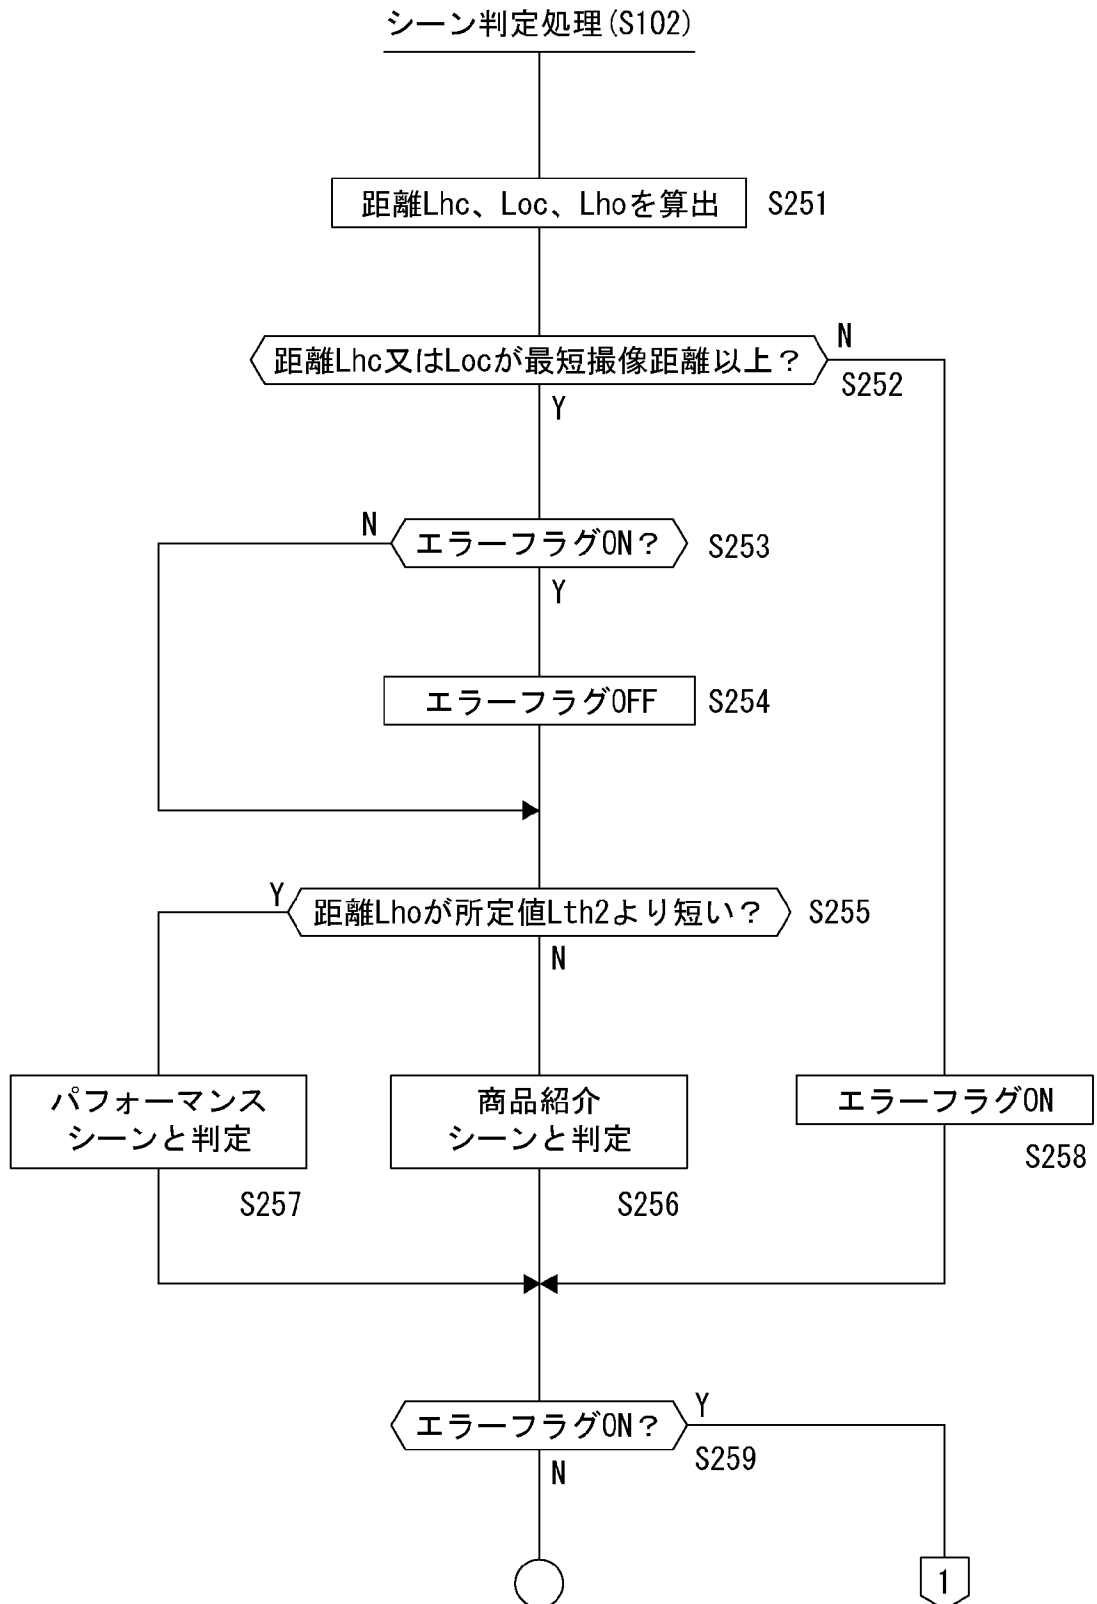 シーン判定処理(S102)
距離Lhc、Loc、Lhoを算出
S251
距離Lhc又はLocが最短撮像距離以上？
N
S252
Y
エラーフラグON？
N
S253
Y
エラーフラグOFF
S254
距離Lhoが所定値Lth2より短い？
Y
S255
N
パフォーマンス
シーンと判定
S257
商品紹介
シーンと判定
S256
エラーフラグON
S258
エラーフラグON？
Y
S259
N
1